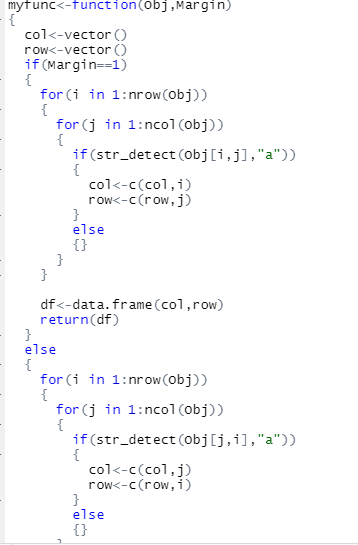 myfunc<-function(Obj,Margin)
{
  col<-vector()
  row<-vector()
  if(Margin==1)
  {
    for(i in 1:nrow(Obj))
    {
      for(j in 1:ncol(Obj))
      {
        if(str_detect(Obj[i,j],"a"))
        {
          col<-c(col,i)
          row<-c(row,j)
        }
        else
        {}
      }
    }

    df<-data.frame(col,row)
    return(df)
  }
  else
  {
    for(i in 1:nrow(Obj))
    {
      for(j in 1:ncol(Obj))
      {
        if(str_detect(Obj[j,i],"a"))
        {
          col<-c(col,j)
          row<-c(row,i)
        }
        else
        {}